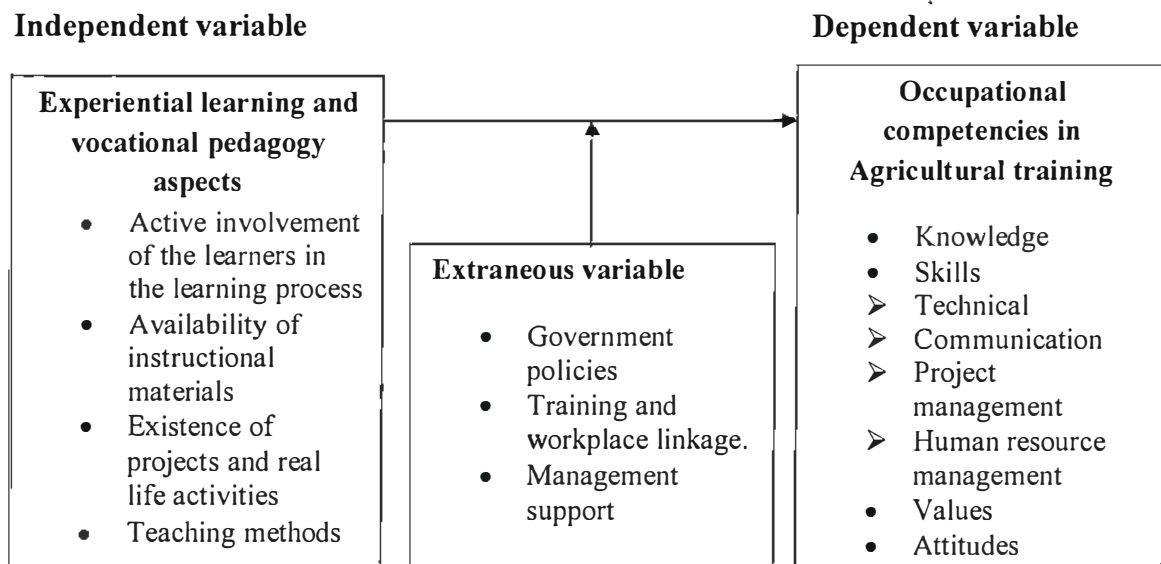 Independent variable
Experiential learning and
vocational pedagogy
aspects
• Active involvement
of the learners in
the learning process
• Availability of
instructional
materials
• Existence of
projects and real
life activities
• Teaching methods
Extraneous variable
• Government
policies
• Training and
workplace linkage.
• Management
support
Dependent variable
Occupational
competencies in
Agricultural training
• Knowledge
• Skills
➢ Technical
➢ Communication
➢ Project
management
➢ Human resource
management
• Values
• Attitudes